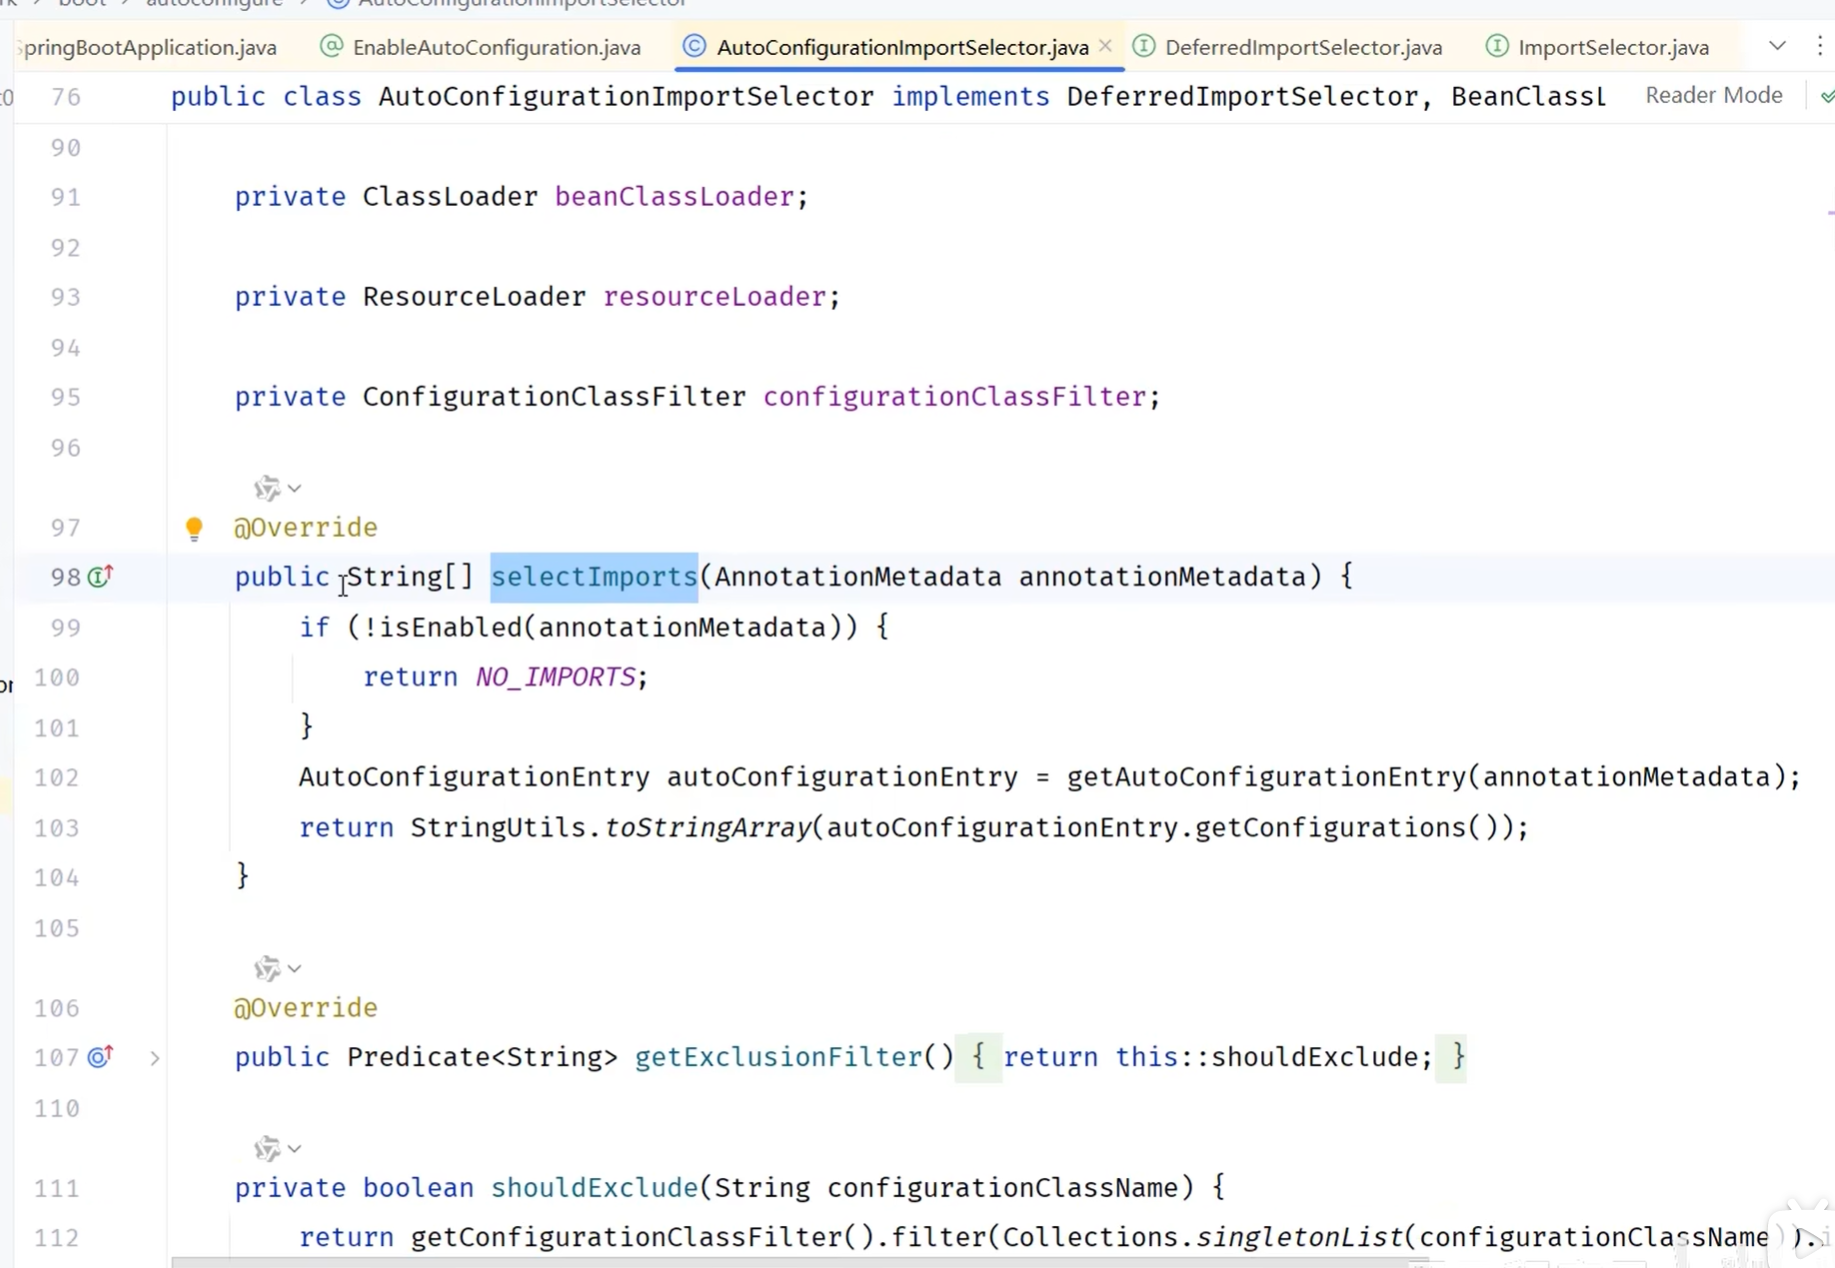 boot autoconfigure AutoConfigurationImportSelector
SpringBootApplication.java EnableAutoConfiguration.java AutoConfigurationImportSelector.java DeferredImportSelector.java ImportSelector.java
76 public class AutoConfigurationImportSelector implements DeferredImportSelector, BeanClassL Reader Mode
90
91 private ClassLoader beanClassLoader;
92
93 private ResourceLoader resourceLoader;
94
95 private ConfigurationClassFilter configurationClassFilter;
96
97 @Override
98 public String[] selectImports(AnnotationMetadata annotationMetadata) {
99 if (!isEnabled(annotationMetadata)) {
100 return NO_IMPORTS;
101 }
102 AutoConfigurationEntry autoConfigurationEntry = getAutoConfigurationEntry(annotationMetadata);
103 return StringUtils.toStringArray(autoConfigurationEntry.getConfigurations());
104 }
105
106 @Override
107 public Predicate<String> getExclusionFilter() { return this::shouldExclude; }
110
111 private boolean shouldExclude(String configurationClassName) {
112 return getConfigurationClassFilter().filter(Collections.singletonList(configurationClassName)).i